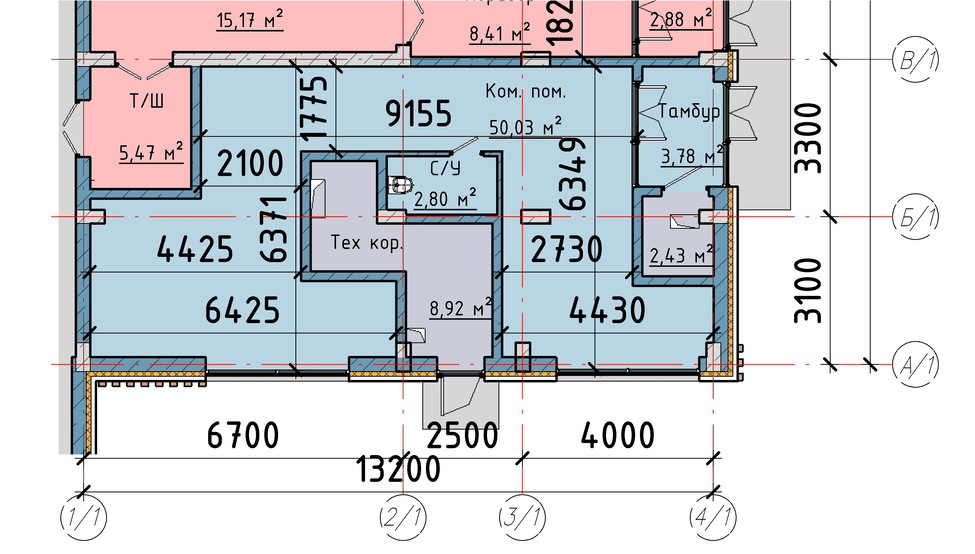 15,17 м²
8,41 м²
182
2,88 м²
В/1
Т/Ш
1775
9155
Ком. пом.
50,03 м²
Тамбур
3300
5,47 м²
2100
С/У
6349
3,78 м²
2,80 м²
Б/1
6371
4425
Тех кор.
2730
2,43 м²
6425
8,92 м²
4430
3100
А/1
6700
2500
4000
13200
1/1
2/1
3/1
4/1